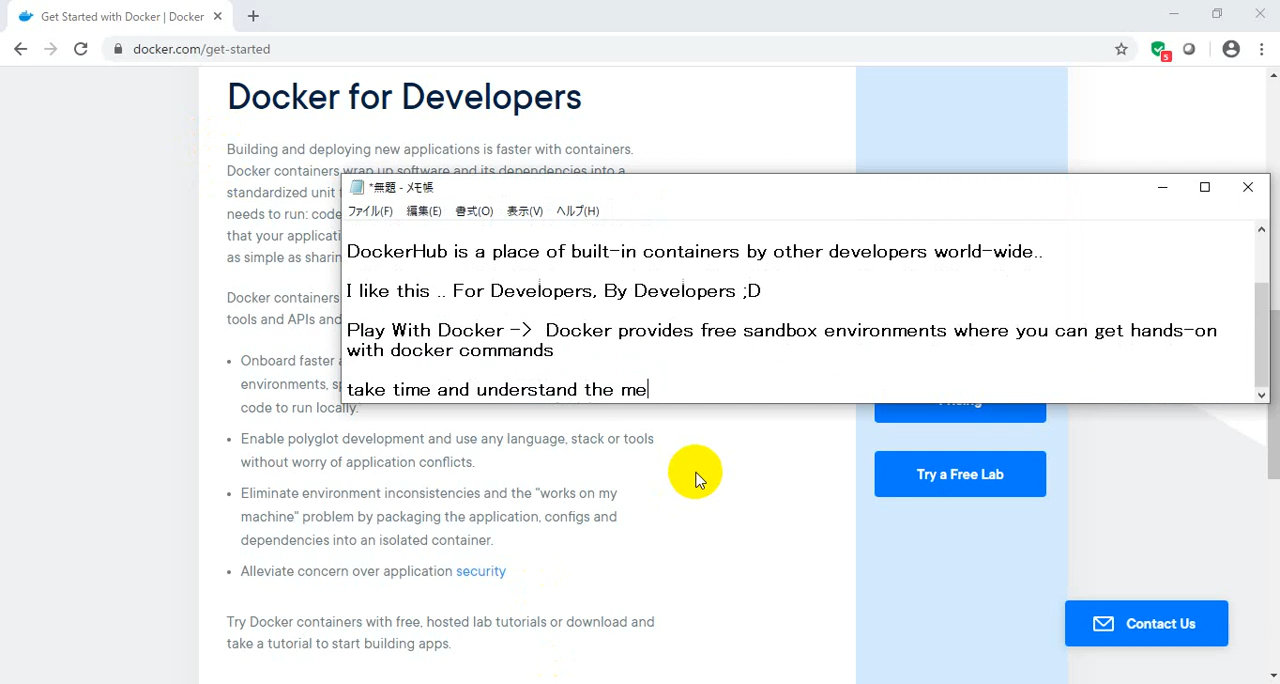 Get Started with Docker | Docker
docker.com/get-started
5
Docker for Developers
Building and deploying new applications is faster with containers.
Docker containers wrap up software and its dependencies into a
standardized unit
needs to run: code
that your applicati
as simple as sharin
*無題 - メモ帳
ファイル(F) 編集(E) 書式(O) 表示(V) ヘルプ(H)
DockerHub is a place of built-in containers by other developers world-wide..
I like this .. For Developers, By Developers ;D
Play With Docker -> Docker provides free sandbox environments where you can get hands-on
with docker commands
take time and understand the me
Docker containers
tools and APIs and
Onboard faster
environments, s
code to run locally.
Enable polyglot development and use any language, stack or tools
without worry of application conflicts.
Eliminate environment inconsistencies and the "works on my
machine" problem by packaging the application, configs and
dependencies into an isolated container.
Alleviate concern over application security
Try Docker containers with free, hosted lab tutorials or download and
take a tutorial to start building apps.
Pricing
Try a Free Lab
Contact Us